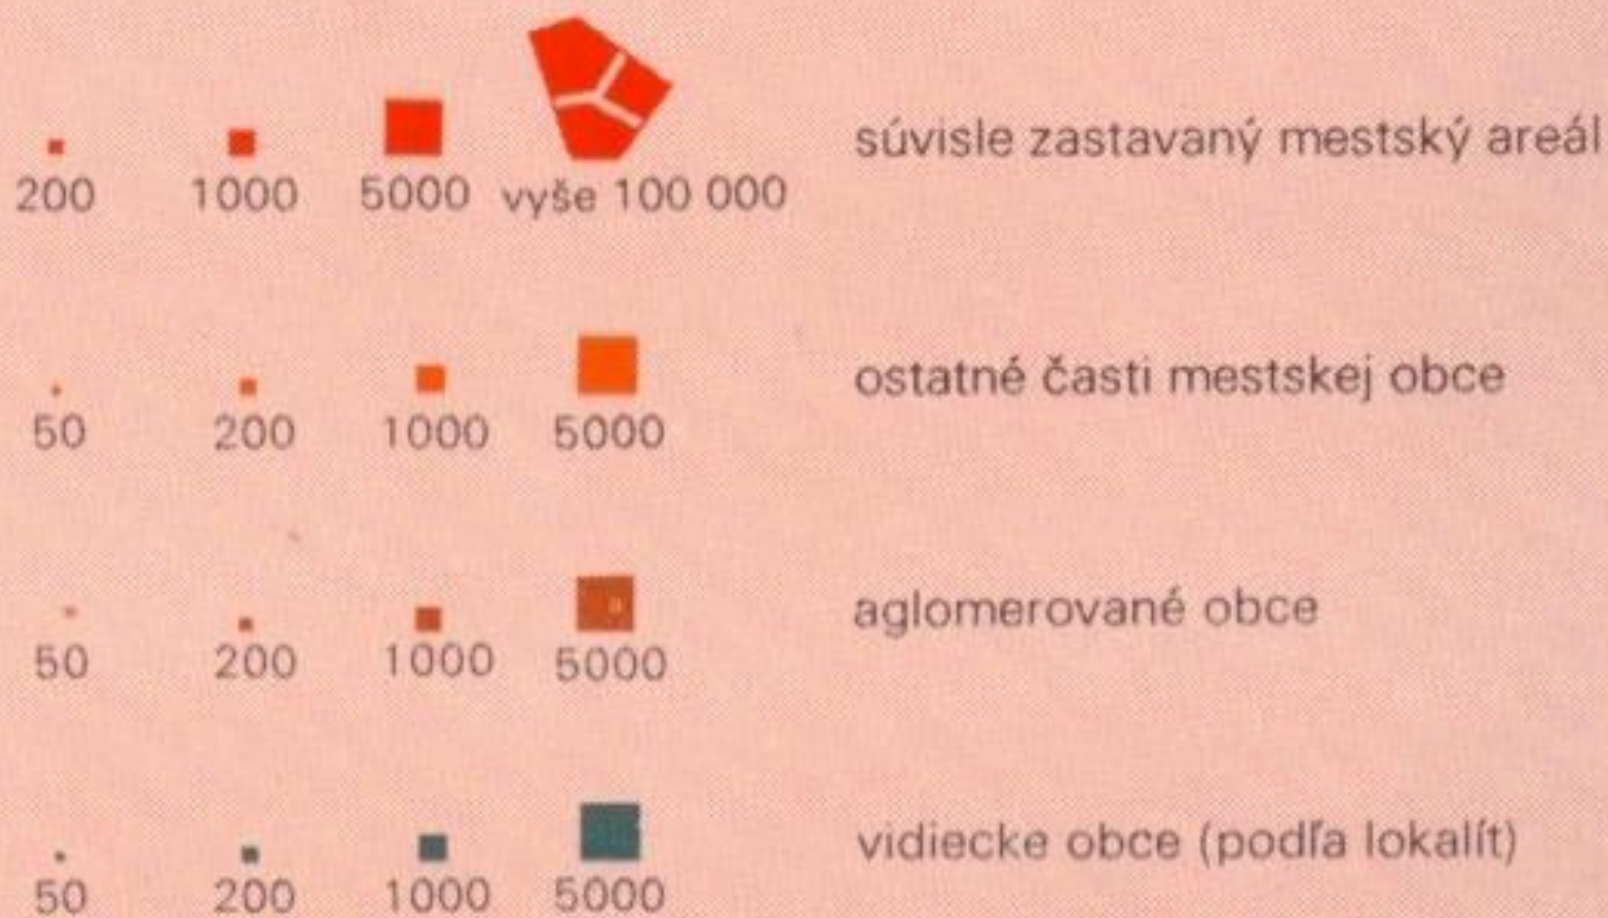 200 1000 5000 vyše 100 000 súvisle zastavaný mestský areál
50 200 1000 5000 ostatné časti mestskej obce
50 200 1000 5000 aglomerované obce
50 200 1000 5000 vidiecke obce (podľa lokalít)